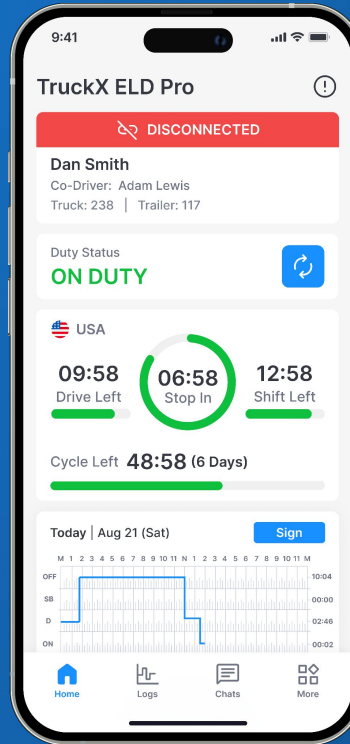 9:41
TruckX ELD Pro
DISCONNECTED
Dan Smith
Co-Driver: Adam Lewis
Truck: 238 | Trailer: 117
Duty Status
ON DUTY
USA
09:58
Drive Left
06:58
Stop In
12:58
Shift Left
Cycle Left 48:58 (6 Days)
Today | Aug 21 (Sat)
Sign
M 1 2 3 4 5 6 7 8 9 10 11 N 1 2 3 4 5 6 7 8 9 10 11 M
OFF 10:04
SB 00:00
D 02:46
ON 00:02
Home
Logs
Chats
More